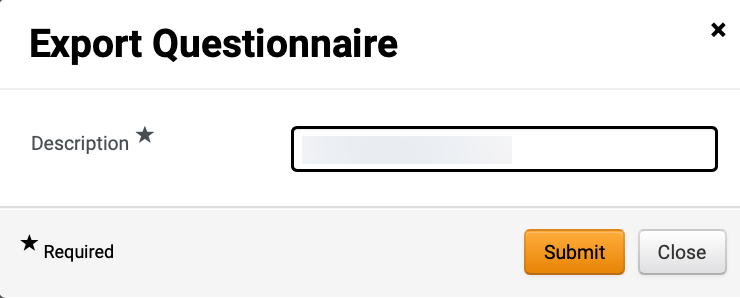 Export Questionnaire
Description ★
★ Required
Submit
Close